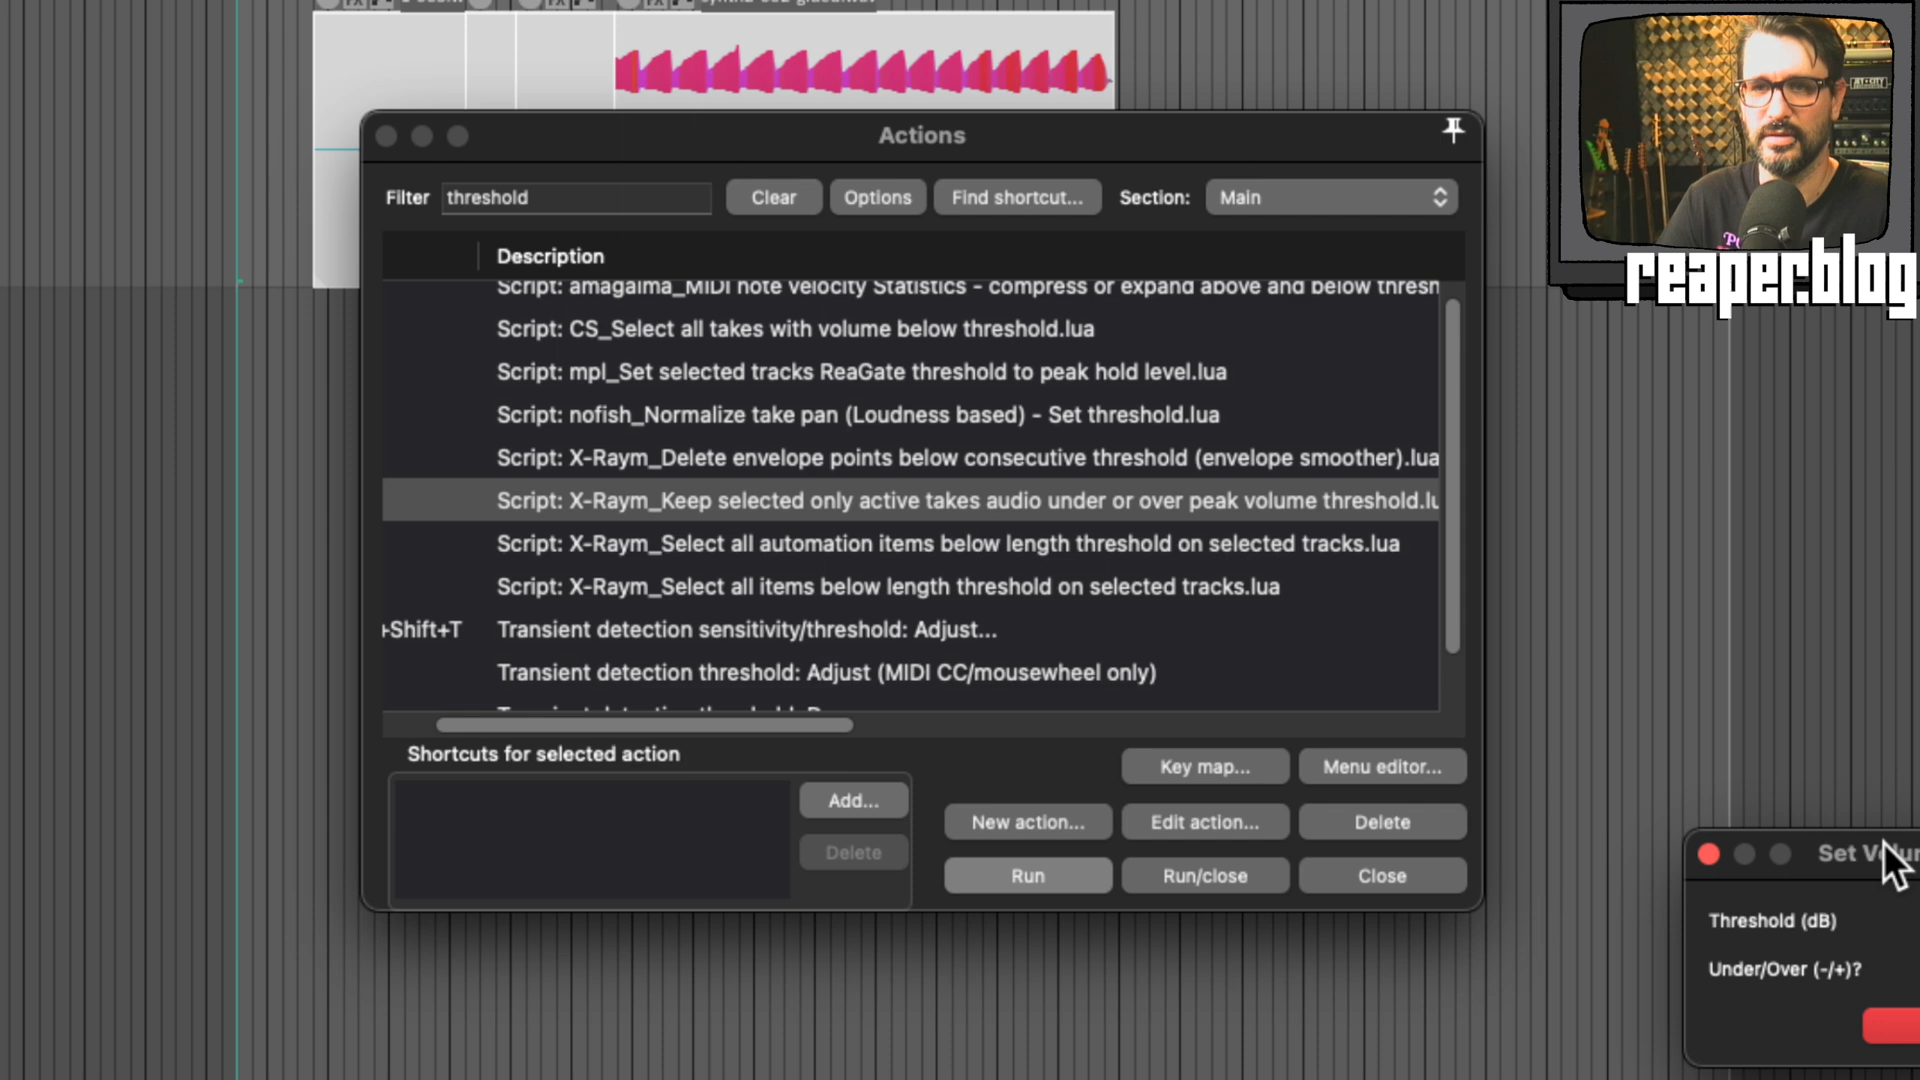 Actions
Filter threshold Clear Options Find shortcut... Section: Main
Description
Script: amagalma_MIDI note Velocity Statistics - compress or expand above and below thresh
Script: CS_Select all takes with volume below threshold.lua
Script: mpl_Set selected tracks ReaGate threshold to peak hold level.lua
Script: nofish_Normalize take pan (Loudness based) - Set threshold.lua
Script: X-Raym_Delete envelope points below consecutive threshold (envelope smoother).lua
Script: X-Raym_Keep selected only active takes audio under or over peak volume threshold.lu
Script: X-Raym_Select all automation items below length threshold on selected tracks.lua
Script: X-Raym_Select all items below length threshold on selected tracks.lua
+Shift+T Transient detection sensitivity/threshold: Adjust...
Transient detection threshold: Adjust (MIDI CC/mousewheel only)
Shortcuts for selected action
Add...
Delete
Key map... Menu editor...
New action... Edit action... Delete
Run Run/close Close
reaper.blog
JET CITY
Set
Threshold (dB)
Under/Over (-/+)?